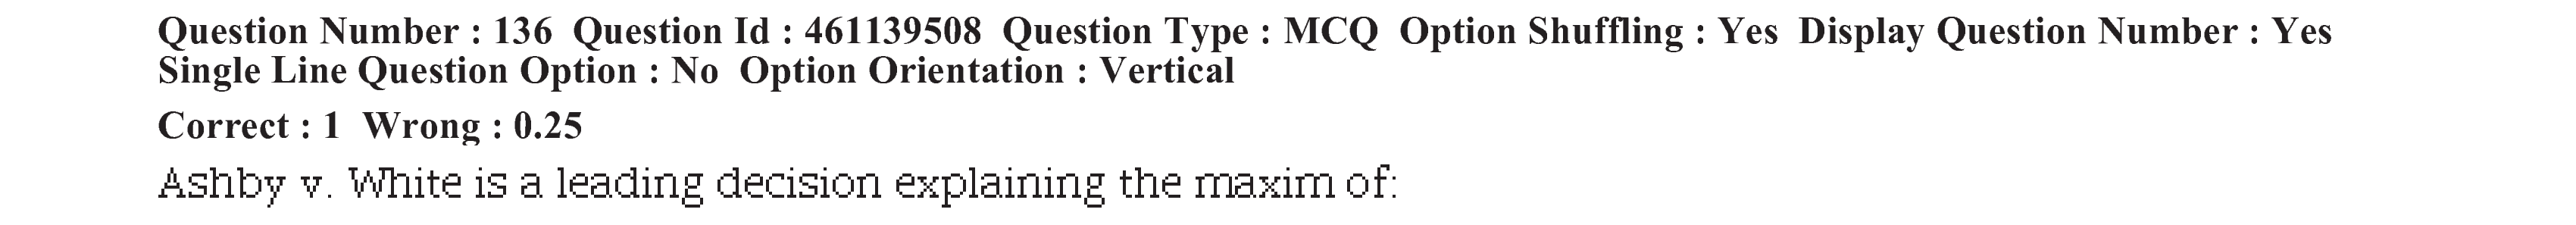 Question Number : 136 Question Id : 461139508 Question Type : MCQ Option Shuffling : Yes Display Question Number : Yes
Single Line Question Option : No Option Orientation : Vertical
Correct : 1 Wrong : 0.25
Ashby v. White is a leading decision explaining the maxim of: